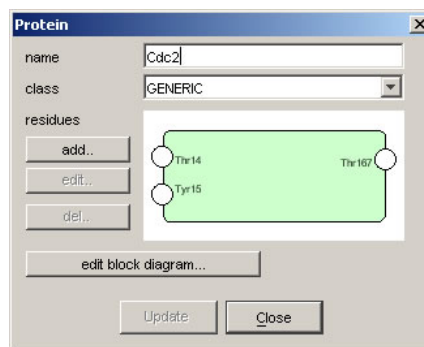 Protein
name Cdc2
class GENERIC
residues
add..
edit..
del..
Thr14
Tyr15
Thr167
edit block diagram...
Update Close